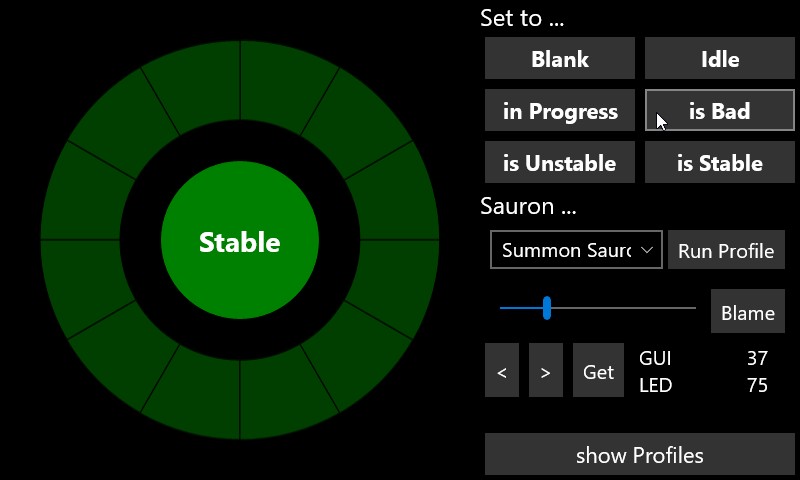 Set to ...
Blank
Idle
in Progress
is Bad
is Unstable
is Stable
Stable
Sauron ...
Summon Saurc
Run Profile
Blame
<
>
Get
GUI 37
LED 75
show Profiles